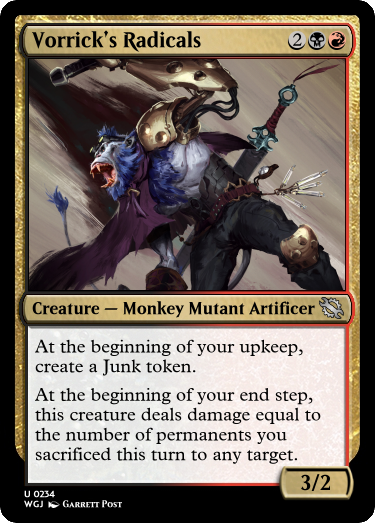 Vorrick's Radicals 2
Creature — Monkey Mutant Artificer
At the beginning of your upkeep,
create a Junk token.
At the beginning of your end step,
this creature deals damage equal to
the number of permanents you
sacrificed this turn to any target.
3/2
U 0234
WGJ Garrett Post